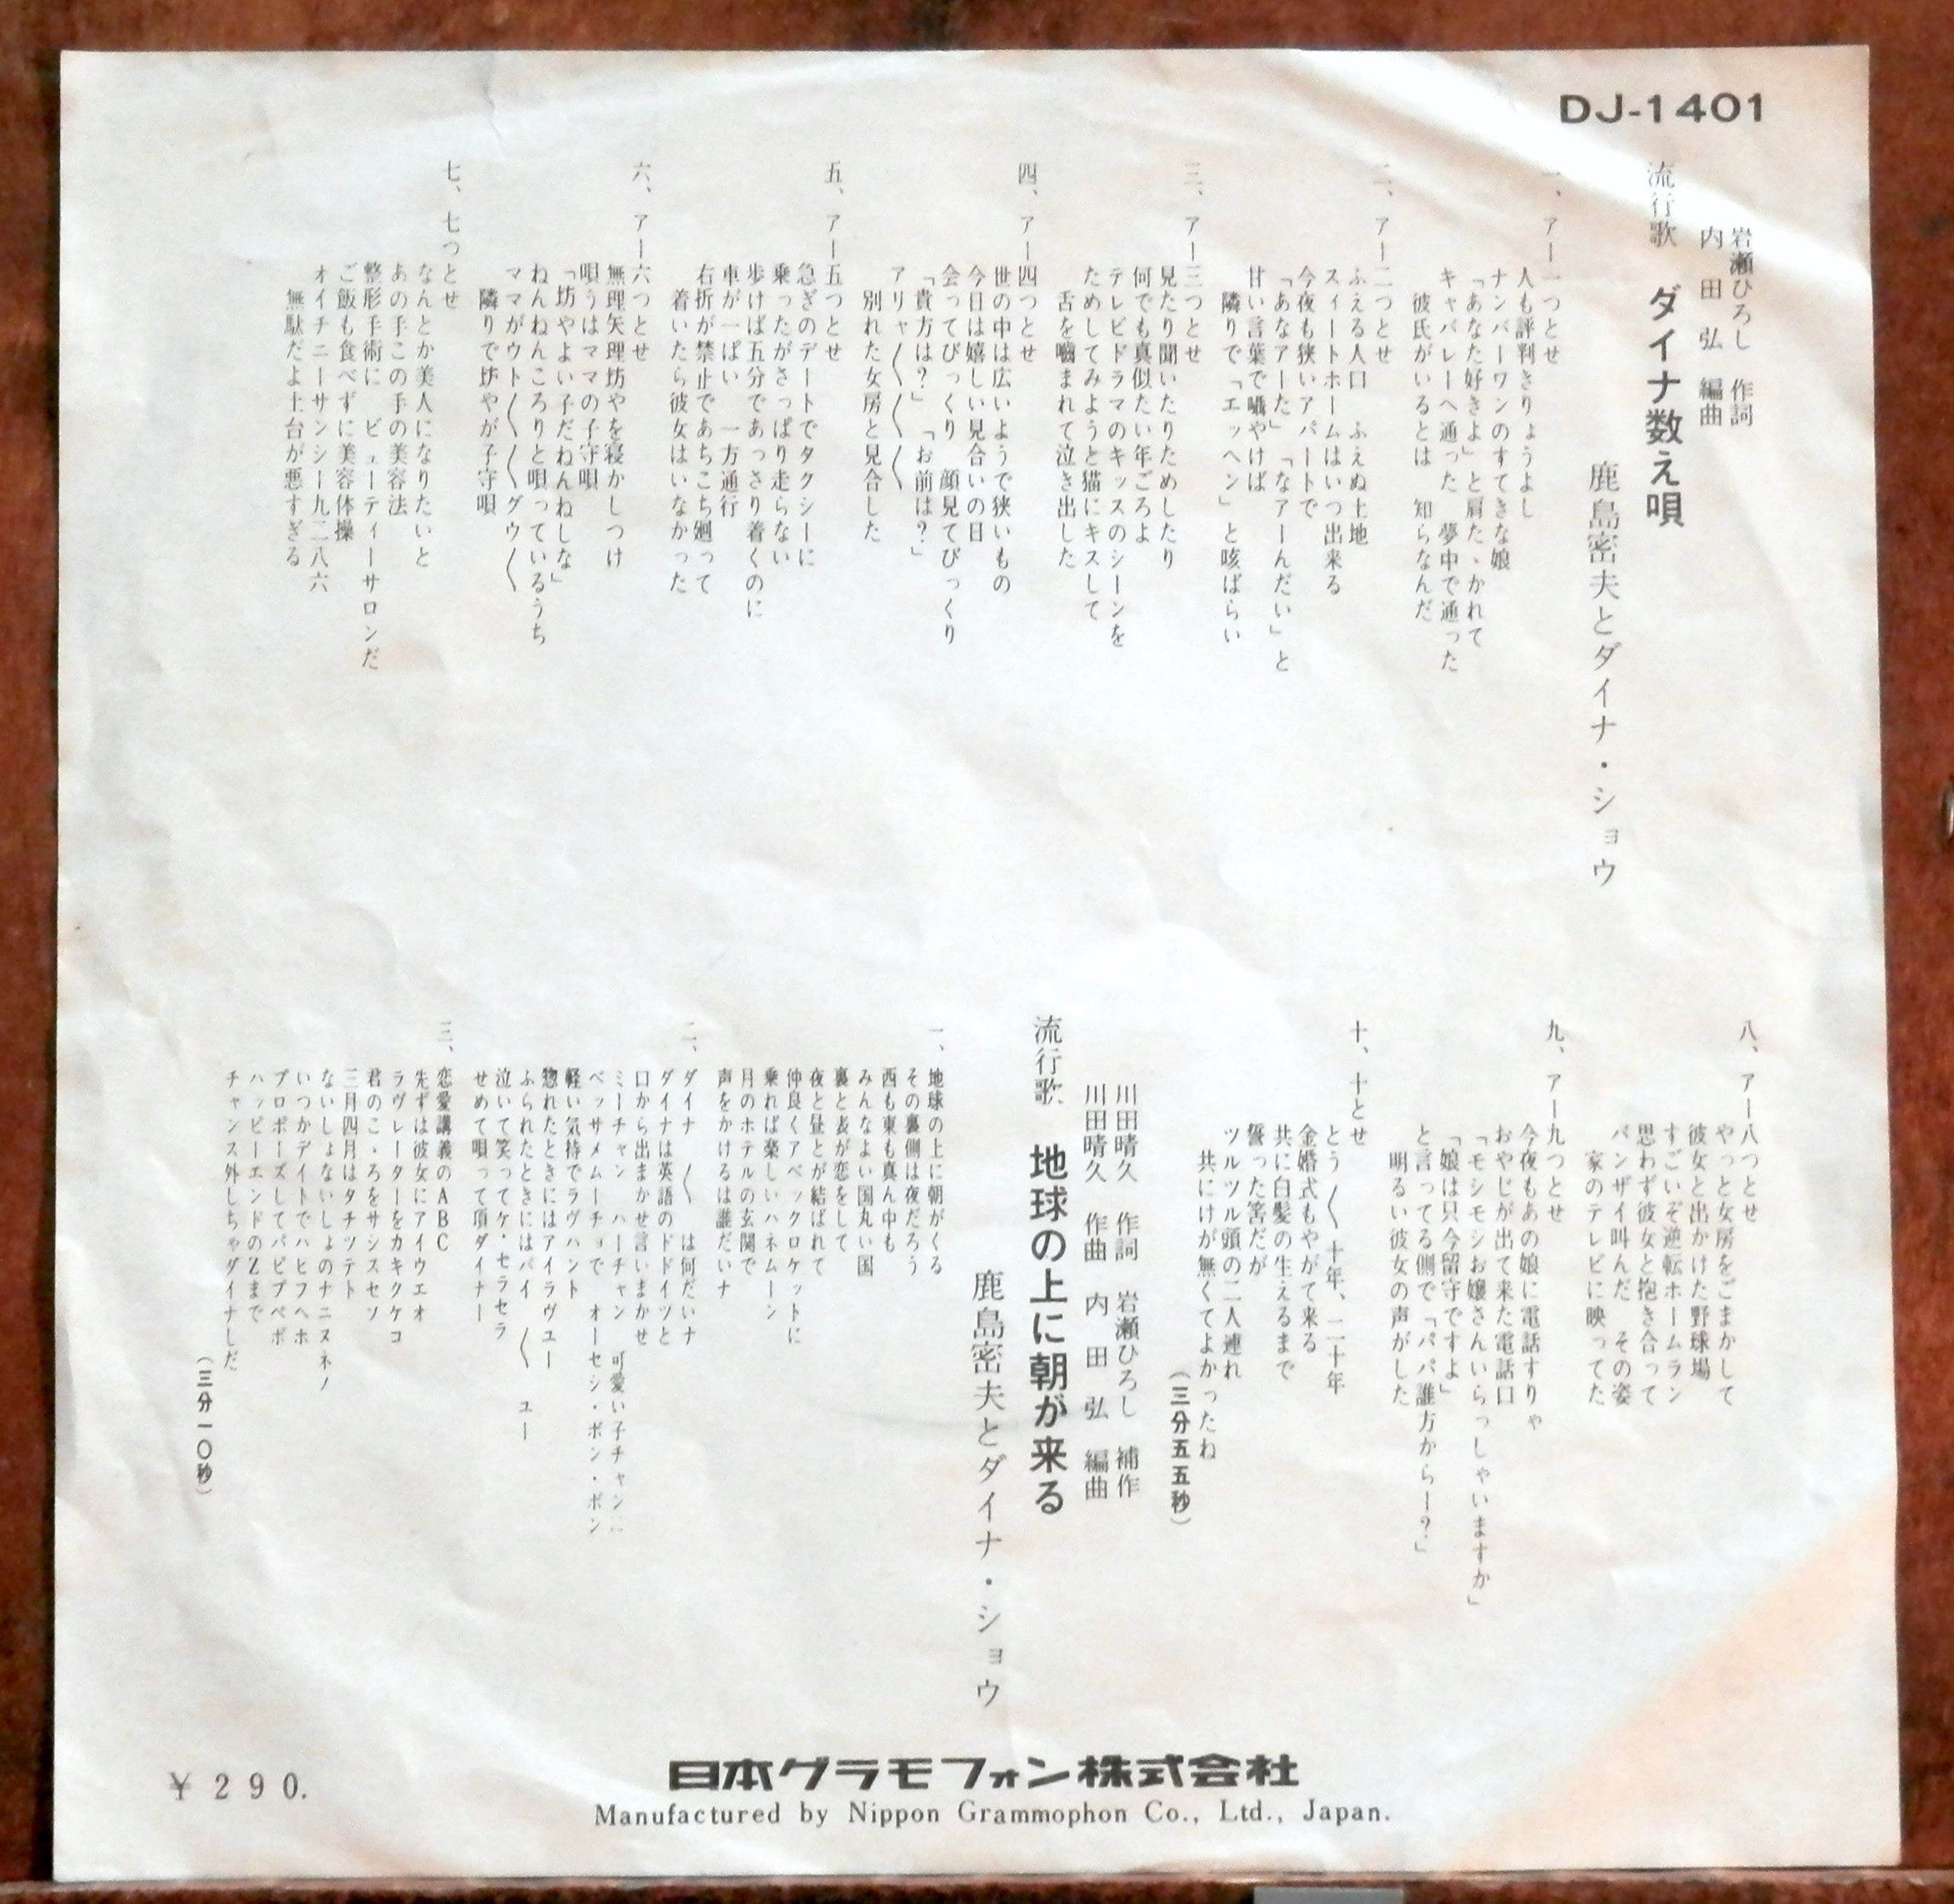 DJ-1401
岩瀬ひろし 作詞
内田弘 編曲
流行歌 ダイナ数え唄
鹿島密夫とダイナ・ショウ
一、アー一つとせ
人も評判きりょうよし
ナンバーワンのすてきな娘
「あなた好きよ」と肩たゝかれて
キャバレーへ通った 夢中で通った
彼氏がいるとは 知らなんだ
二、アー二つとせ
ふえる人口 ふえぬ土地
スィートホームはいつ出来る
今夜も狭いアパートで
「あなアーた」「なアーんだい」と
甘い言葉で囁やけば
隣りで「エッヘン」と咳ばらい
三、アー三つとせ
見たり聞いたりためしたり
何でも真似たい年ごろよ
テレビドラマのキッスのシーンを
ためしてみようと猫にキスして
舌を嚙まれて泣き出した
四、アー四つとせ
世の中は広いようで狭いもの
今日は嬉しい見合いの日
会ってびっくり 顔見てびっくり
「貴方は?」「お前は?」
アリャ〱〱
別れた女房と見合した
五、アー五つとせ
急ぎのデートでタクシーに
乗ったがさっぱり走らない
歩けば五分であっさり着くのに
車が一ぱい 一方通行
右折が禁止であちこち廻って
着いたら彼女はいなかった
六、アー六つとせ
無理矢理坊やを寝かしつけ
唄うはママの子守唄
「坊やよい子だねんねしな」
ねんねんころりと唄っているうち
ママがウト〱〱グウ〱
隣りで坊やが子守唄
七、七つとせ
なんとか美人になりたいと
あの手この手の美容法
整形手術に ビューティーサロンだ
ご飯も食べずに美容体操
オイチニーサンシー九二八六
無駄だよ土台が悪すぎる
八、アー八つとせ
やっと女房をごまかして
彼女と出かけた野球場
すごいぞ逆転ホームラン
思わず彼女と抱き合って
バンザイ叫んだ その姿
家のテレビに映ってた
九、アー九つとせ
今夜もあの娘に電話すりゃ
おやじが出て来た電話口
「モシモシお嬢さんいらっしゃいますか」
「娘は只今留守ですよ」
と言ってる側で「パパ誰方からー?」
明るい彼女の声がした
十、十とせ
とう〱十年、二十年
金婚式もやがて来る
共に白髪の生えるまで
誓った筈だが
ツルツル頭の二人連れ
共にけが無くてよかったね
(三分五五秒)
川田晴久 作詞 岩瀬ひろし 補作
川田晴久 作曲 内田弘 編曲
流行歌 地球の上に朝が来る
鹿島密夫とダイナ・ショウ
一、地球の上に朝がくる
その裏側は夜だろう
西も東も真ん中も
みんなよい国丸い国
裏と表が恋をして
夜と昼とが結ばれて
仲良くアベックロケットに
乗れば楽しいハネムーン
月のホテルの玄関で
声をかけるは誰だいナ
二、ダイナ〱は何だいナ
ダイナは英語のドドイツと
口から出まかせ言いまかせ
ミーチャン ハーチャン 可愛い子チャンに
ベッサメムーチョで オーセシ・ボン・ボン
軽い気持でラヴハント
惚れたときにはアイラヴユー
ふられたときにはバイ〱ユー
泣いて笑ってケ・セラセラ
せめて唄って頂ダイナー
三、恋愛講義のABC
先ずは彼女にアイウエオ
ラヴレーターをカキクケコ
君のこゝろをサシスセソ
三月四月はタチツテト
ないしょないしょのナニヌネノ
いつかデイトでハヒフヘホ
プロポーズしてパピプペポ
ハッピーエンドのZまで
チャンス外しちゃダイナしだ
(三分一〇秒)
¥290.
日本グラモフォン株式会社
Manufactured by Nippon Grammophon Co., Ltd., Japan.